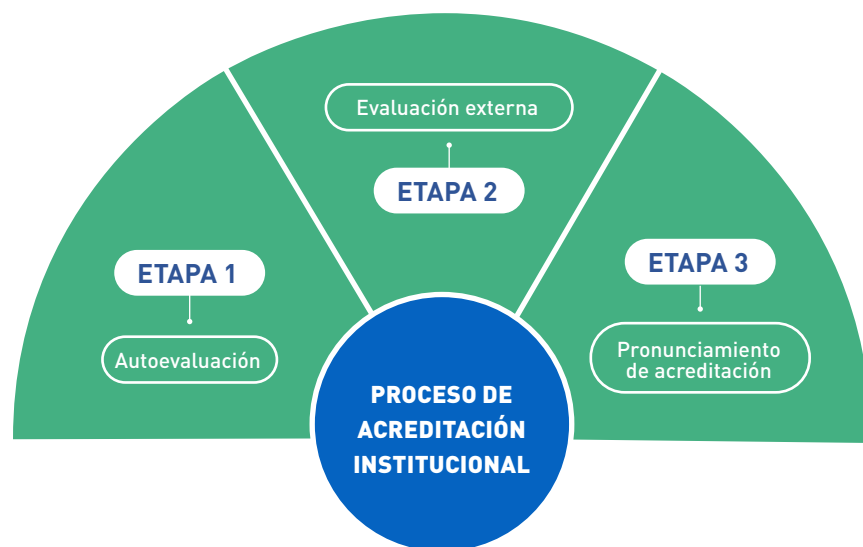 ETAPA 1
Autoevaluación
Evaluación externa
ETAPA 2
ETAPA 3
Pronunciamiento
de acreditación
PROCESO DE
ACREDITACIÓN
INSTITUCIONAL